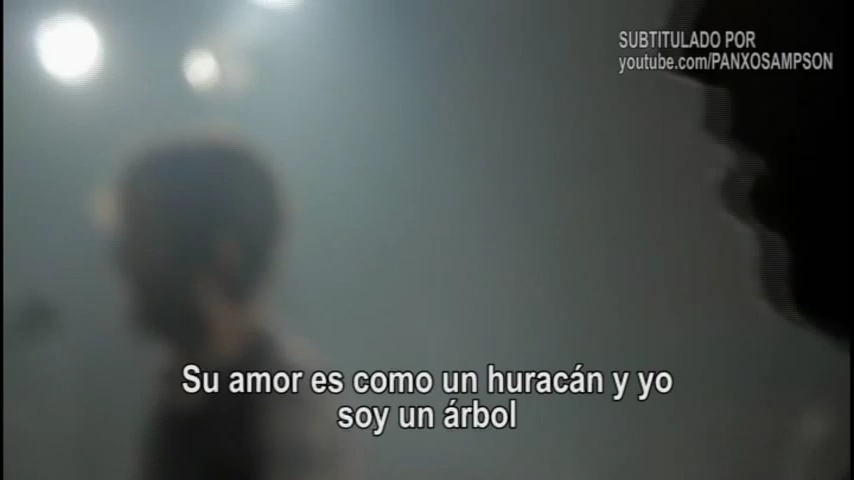 SUBTITULADO POR
youtube.com/PANXOSAMPSON
Su amor es como un huracán y yo
soy un árbol